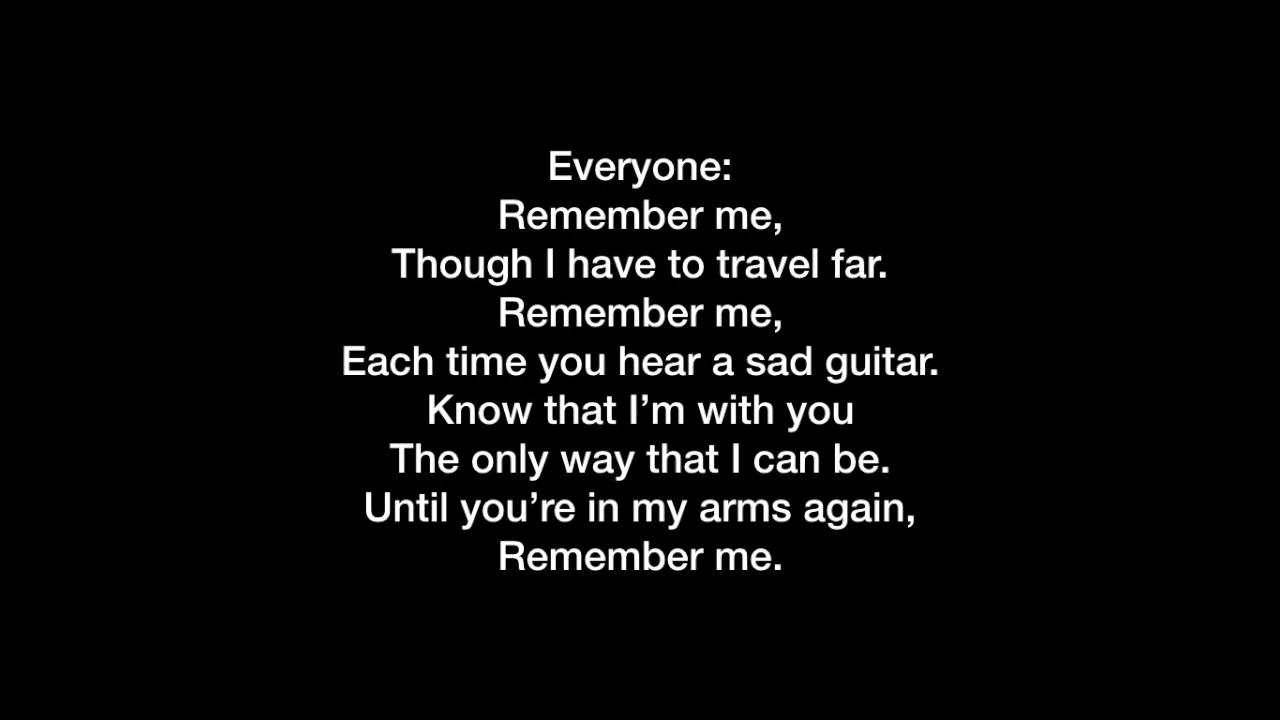 Everyone:
Remember me,
Though I have to travel far.
Remember me,
Each time you hear a sad guitar.
Know that I’m with you
The only way that I can be.
Until you’re in my arms again,
Remember me.